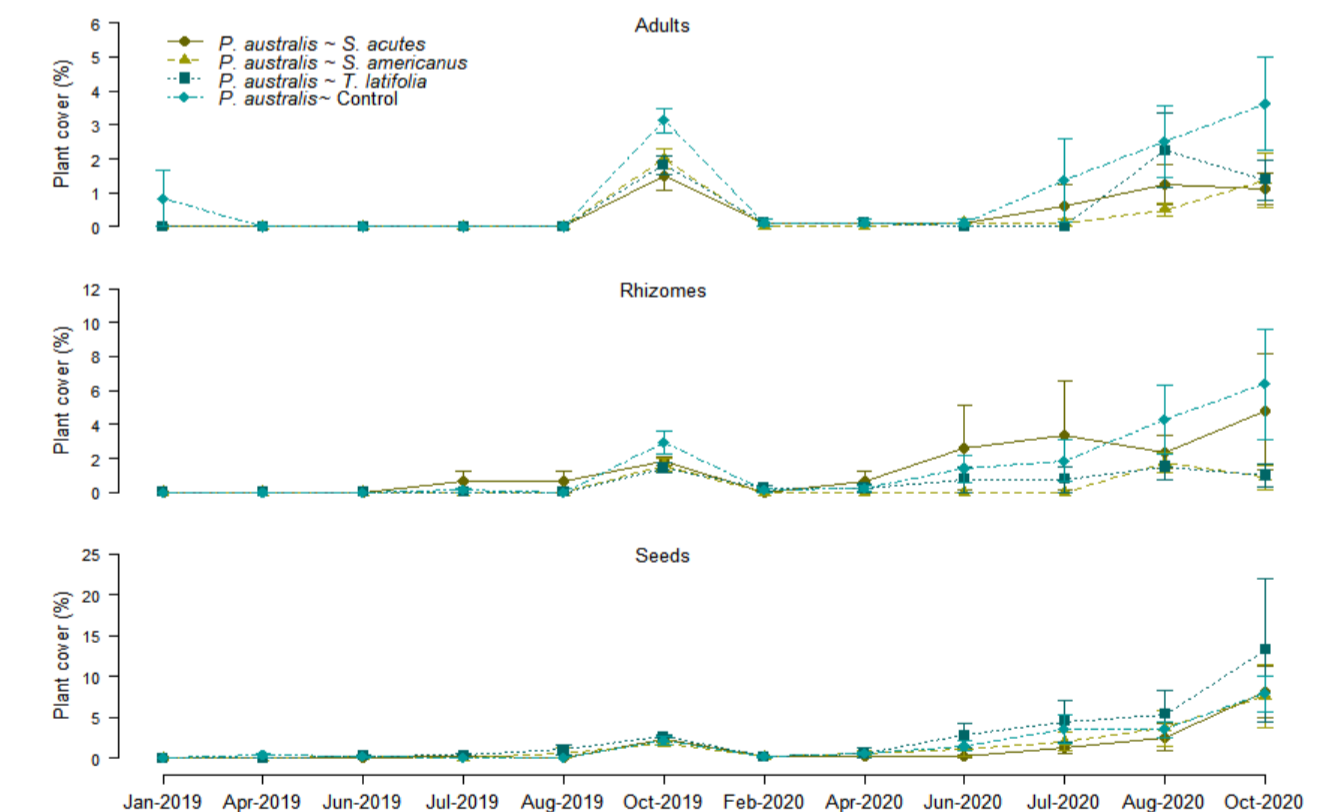 Adults
P. australis ~ S. acutes
P. australis ~ S. americanus
P. australis ~ T. latifolia
P. australis~ Control
Plant cover (%)
6
5
4
3
2
1
0
Rhizomes
Plant cover (%)
12
10
8
6
4
2
0
Seeds
Plant cover (%)
25
20
15
10
5
0
Jan-2019 Apr-2019 Jun-2019 Jul-2019 Aug-2019 Oct-2019 Feb-2020 Apr-2020 Jun-2020 Jul-2020 Aug-2020 Oct-2020